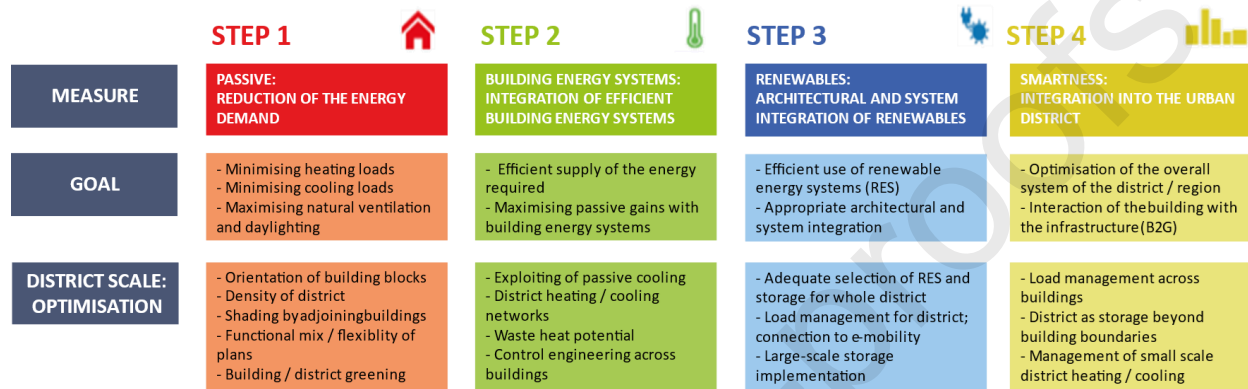 STEP 1
STEP 2
STEP 3
STEP 4
MEASURE
PASSIVE:
REDUCTION OF THE ENERGY
DEMAND
BUILDING ENERGY SYSTEMS:
INTEGRATION OF EFFICIENT
BUILDING ENERGY SYSTEMS
RENEWABLES:
ARCHITECTURAL AND SYSTEM
INTEGRATION OF RENEWABLES
SMARTNESS:
INTEGRATION INTO THE URBAN
DISTRICT
GOAL
- Minimising heating loads
- Minimising cooling loads
- Maximising natural ventilation
and daylighting
- Efficient supply of the energy
required
- Maximising passive gains with
building energy systems
- Efficient use of renewable
energy systems (RES)
- Appropriate architectural and
system integration
- Optimisation of the overall
system of the district / region
- Interaction of thebuilding with
the infrastructure(B2G)
DISTRICT SCALE:
OPTIMISATION
- Orientation of building blocks
- Density of district
- Shading byadjoiningbuildings
- Functional mix / flexiblity of
plans
- Building / district greening
- Exploiting of passive cooling
- District heating / cooling
networks
- Waste heat potential
- Control engineering across
buildings
- Adequate selection of RES and
storage for whole district
- Load management for district;
connection to e-mobility
- Large-scale storage
implementation
- Load management across
buildings
- District as storage beyond
building boundaries
- Management of small scale
district heating / cooling
proofs